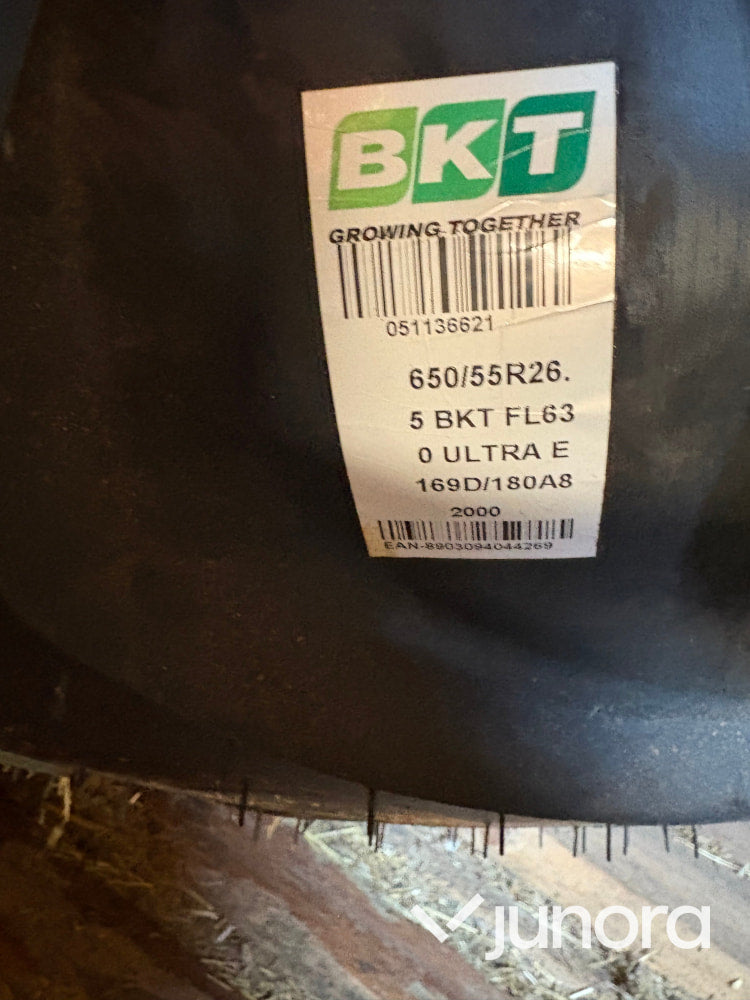 BKT
GROWING TOGETHER
051136621
650/55R26.
5 BKT FL63
0 ULTRA E
169D/180A8
2000
EAN-8903094044269
junora